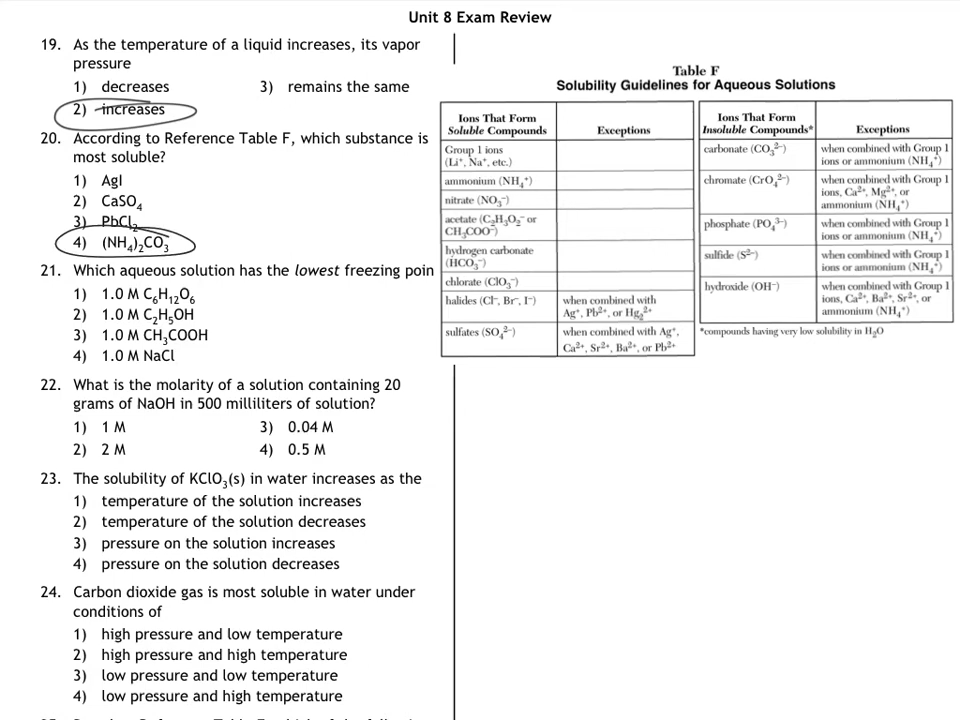 Unit 8 Exam Review
19. As the temperature of a liquid increases, its vapor
pressure
1) decreases 3) remains the same
2) increases
20. According to Reference Table F, which substance is
most soluble?
1) AgI
2) CaSO₄
3) PbCl₂
4) (NH₄)₂CO₃
21. Which aqueous solution has the lowest freezing poin
1) 1.0 M C₆H₁₂O₆
2) 1.0 M C₂H₅OH
3) 1.0 M CH₃COOH
4) 1.0 M NaCl
22. What is the molarity of a solution containing 20
grams of NaOH in 500 milliliters of solution?
1) 1 M 3) 0.04 M
2) 2 M 4) 0.5 M
23. The solubility of KClO₃(s) in water increases as the
1) temperature of the solution increases
2) temperature of the solution decreases
3) pressure on the solution increases
4) pressure on the solution decreases
24. Carbon dioxide gas is most soluble in water under
conditions of
1) high pressure and low temperature
2) high pressure and high temperature
3) low pressure and low temperature
4) low pressure and high temperature
Table F
Solubility Guidelines for Aqueous Solutions
Ions That Form
Soluble Compounds Exceptions
Group 1 ions
(Li⁺, Na⁺, etc.)
ammonium (NH₄⁺)
nitrate (NO₃⁻)
acetate (C₂H₃O₂⁻ or
CH₃COO⁻)
hydrogen carbonate
(HCO₃⁻)
chlorate (ClO₃⁻)
halides (Cl⁻, Br⁻, I⁻) when combined with
Ag⁺, Pb²⁺, or Hg₂²⁺
sulfates (SO₄²⁻) when combined with Ag⁺,
Ca²⁺, Sr²⁺, Ba²⁺, or Pb²⁺
Ions That Form
Insoluble Compounds* Exceptions
carbonate (CO₃²⁻) when combined with Group 1
ions or ammonium (NH₄⁺)
chromate (CrO₄²⁻) when combined with Group 1
ions, Ca²⁺, Mg²⁺, or
ammonium (NH₄⁺)
phosphate (PO₄³⁻) when combined with Group 1
ions or ammonium (NH₄⁺)
sulfide (S²⁻) when combined with Group 1
ions or ammonium (NH₄⁺)
hydroxide (OH⁻) when combined with Group 1
ions, Ca²⁺, Ba²⁺, Sr²⁺, or
ammonium (NH₄⁺)
*compounds having very low solubility in H₂O